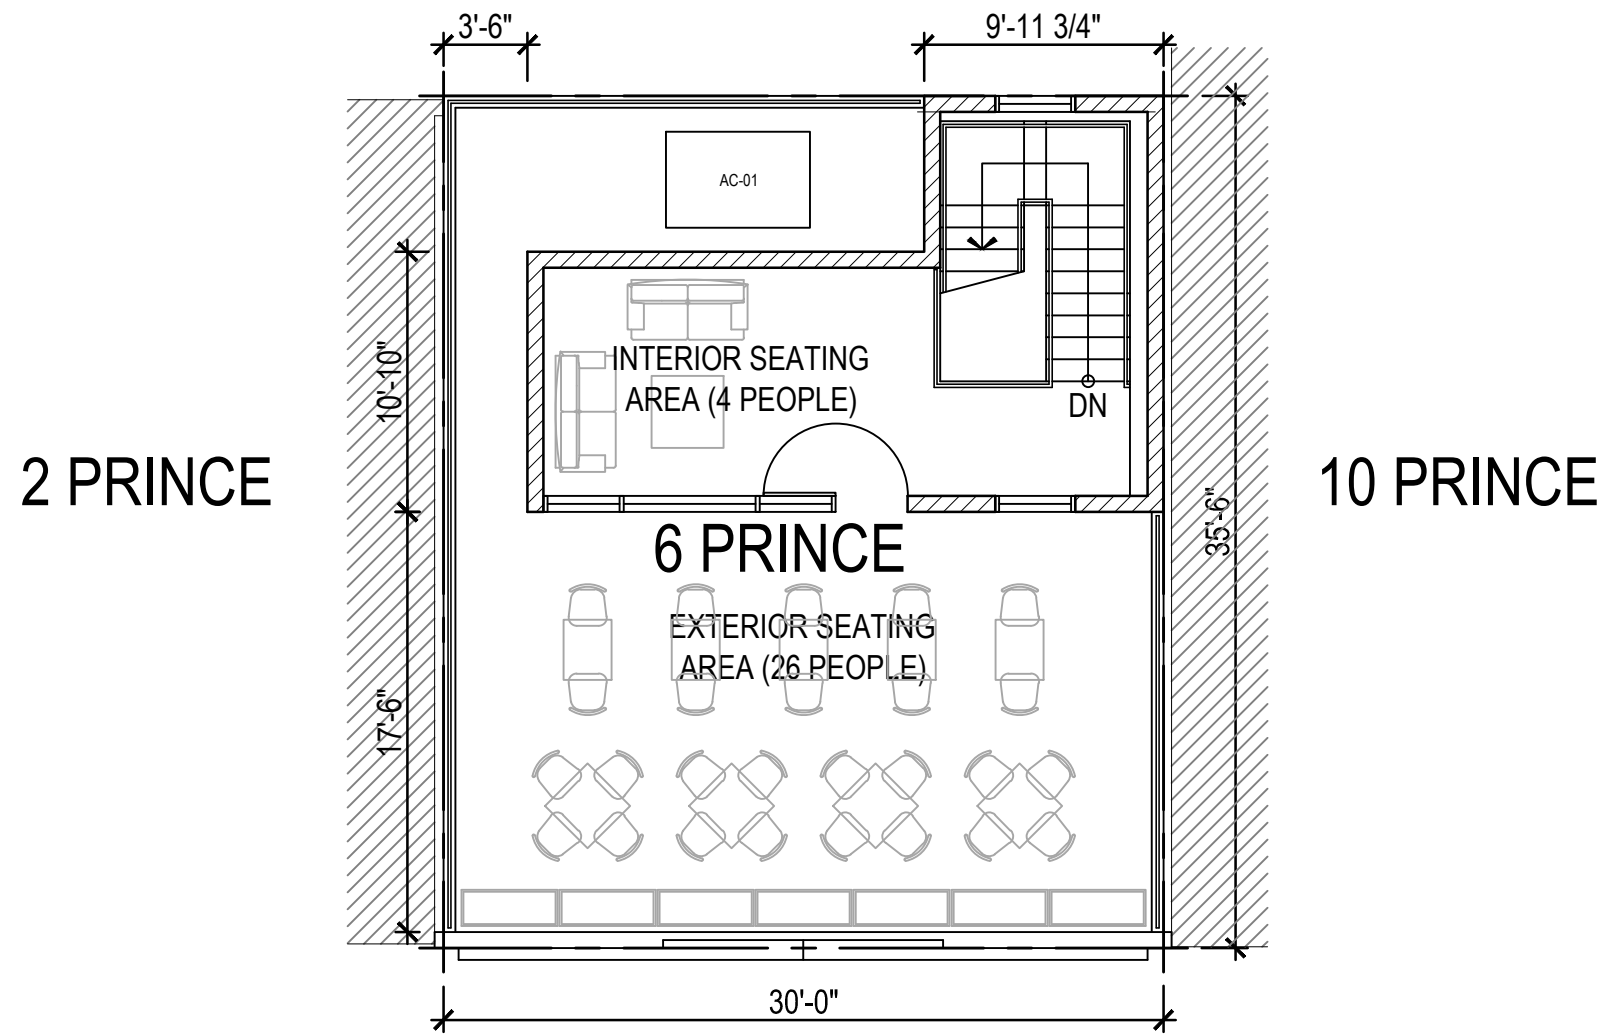 3'-6"
9'-11 3/4"
AC-01
INTERIOR SEATING
AREA (4 PEOPLE)
10'-10"
DN
2 PRINCE
10 PRINCE
35'-6"
6 PRINCE
EXTERIOR SEATING
AREA (26 PEOPLE)
17'-6"
30'-0"